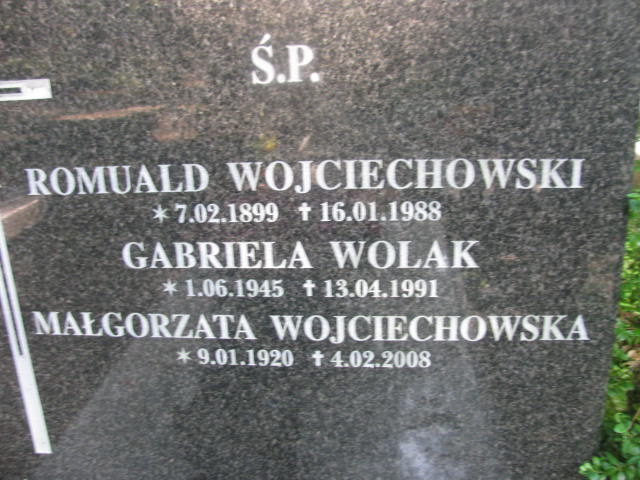 Ś.P.
ROMUALD WOJCIECHOWSKI
✶ 7.02.1899 ✝ 16.01.1988
GABRIELA WOLAK
✶ 1.06.1945 ✝ 13.04.1991
MAŁGORZATA WOJCIECHOWSKA
✶ 9.01.1920 ✝ 4.02.2008